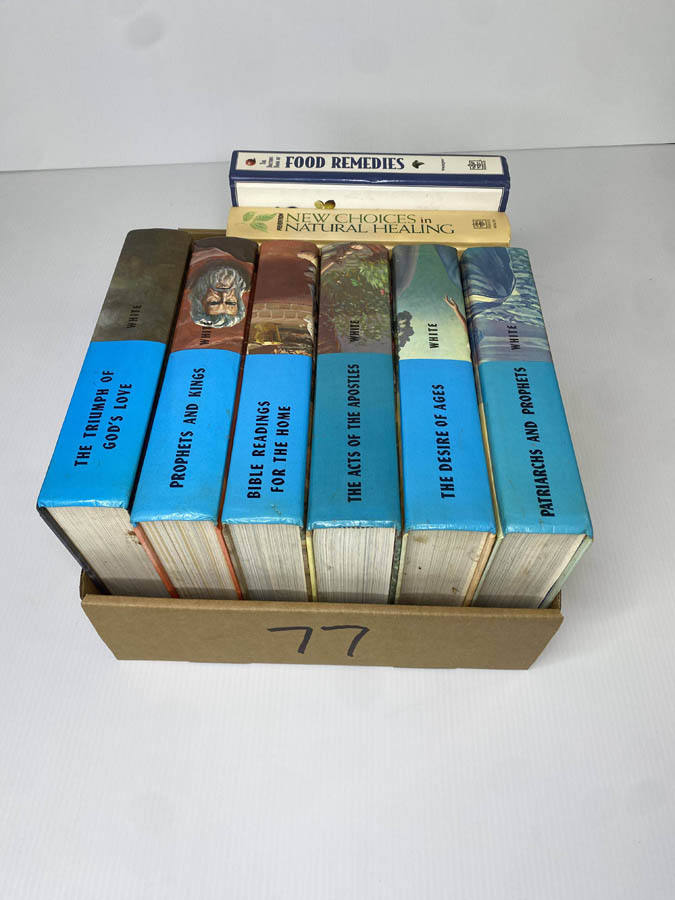 FOOD REMEDIES
NEW CHOICES in
NATURAL HEALING
WHITE
THE TRIUMPH OF
GOD'S LOVE
WHITE
PROPHETS AND KINGS
BIBLE READINGS
FOR THE HOME
WHITE
THE ACTS OF THE APOSTLES
WHITE
THE DESIRE OF AGES
WHITE
PATRIARCHS AND PROPHETS
77